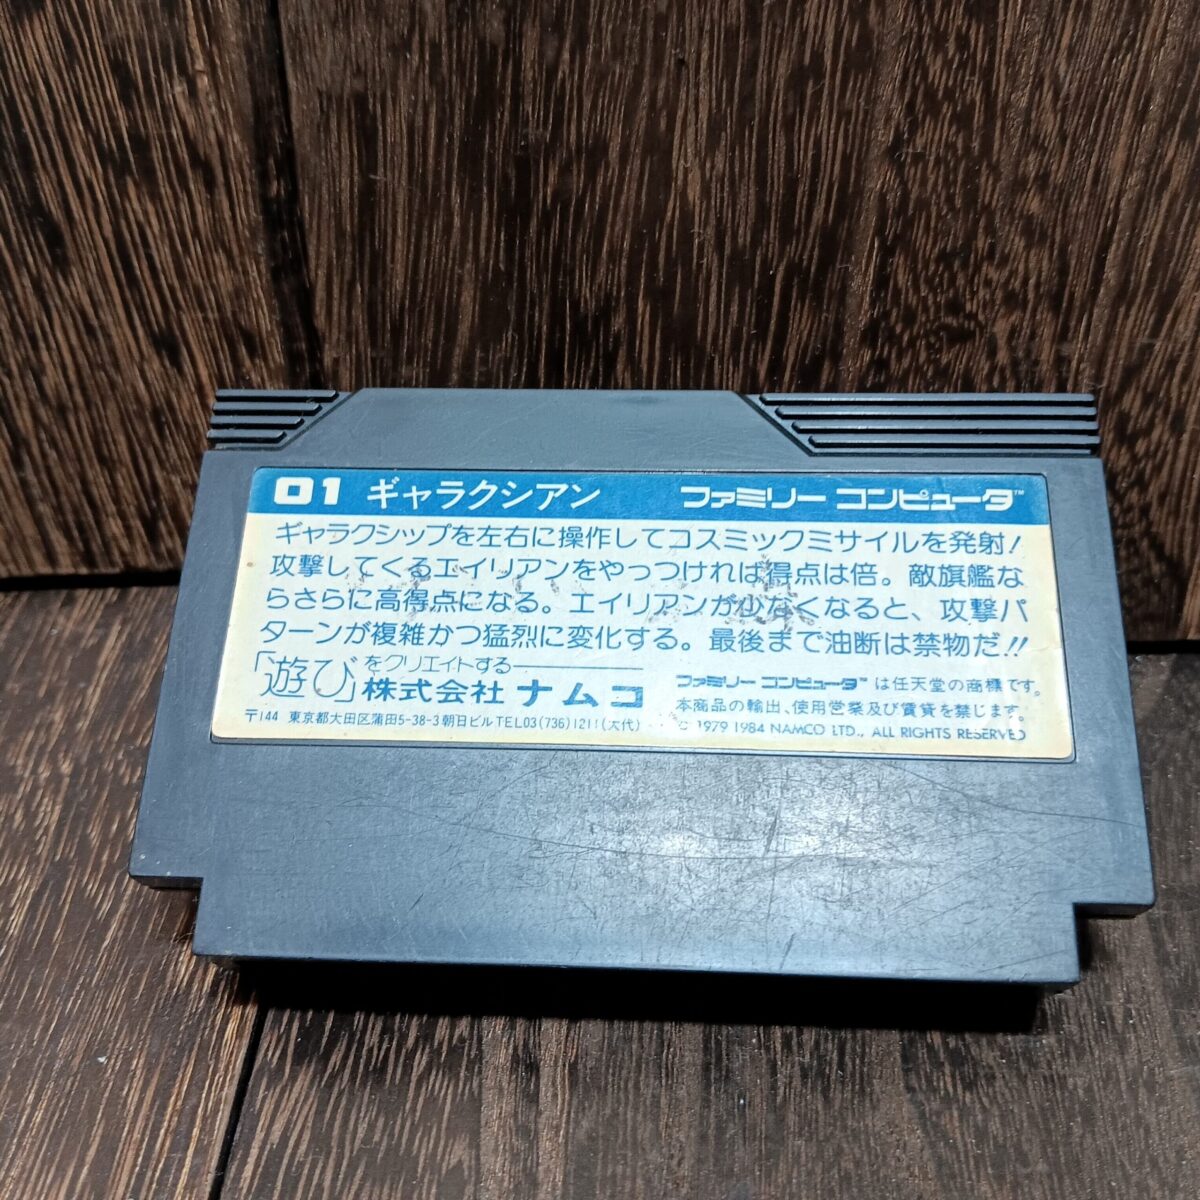 01 ギャラクシアン ファミリー コンピュータ™
ギャラクシップを左右に操作してコスミックミサイルを発射!
攻撃してくるエイリアンをやっつければ得点は倍。敵旗艦な
らさらに高得点になる。エイリアンが少なくなると、攻撃パ
ターンが複雑かつ猛烈に変化する。最後まで油断は禁物だ!!
「遊び」をクリエイトする
株式会社 ナムコ
〒144 東京都大田区蒲田5-38-3朝日ビル TEL03(736)1211(大代)
ファミリー コンピュータ™は任天堂の商標です。
本商品の輸出、使用営業及び賃貸を禁じます。
© 1979 1984 NAMCO LTD., ALL RIGHTS RESERVED